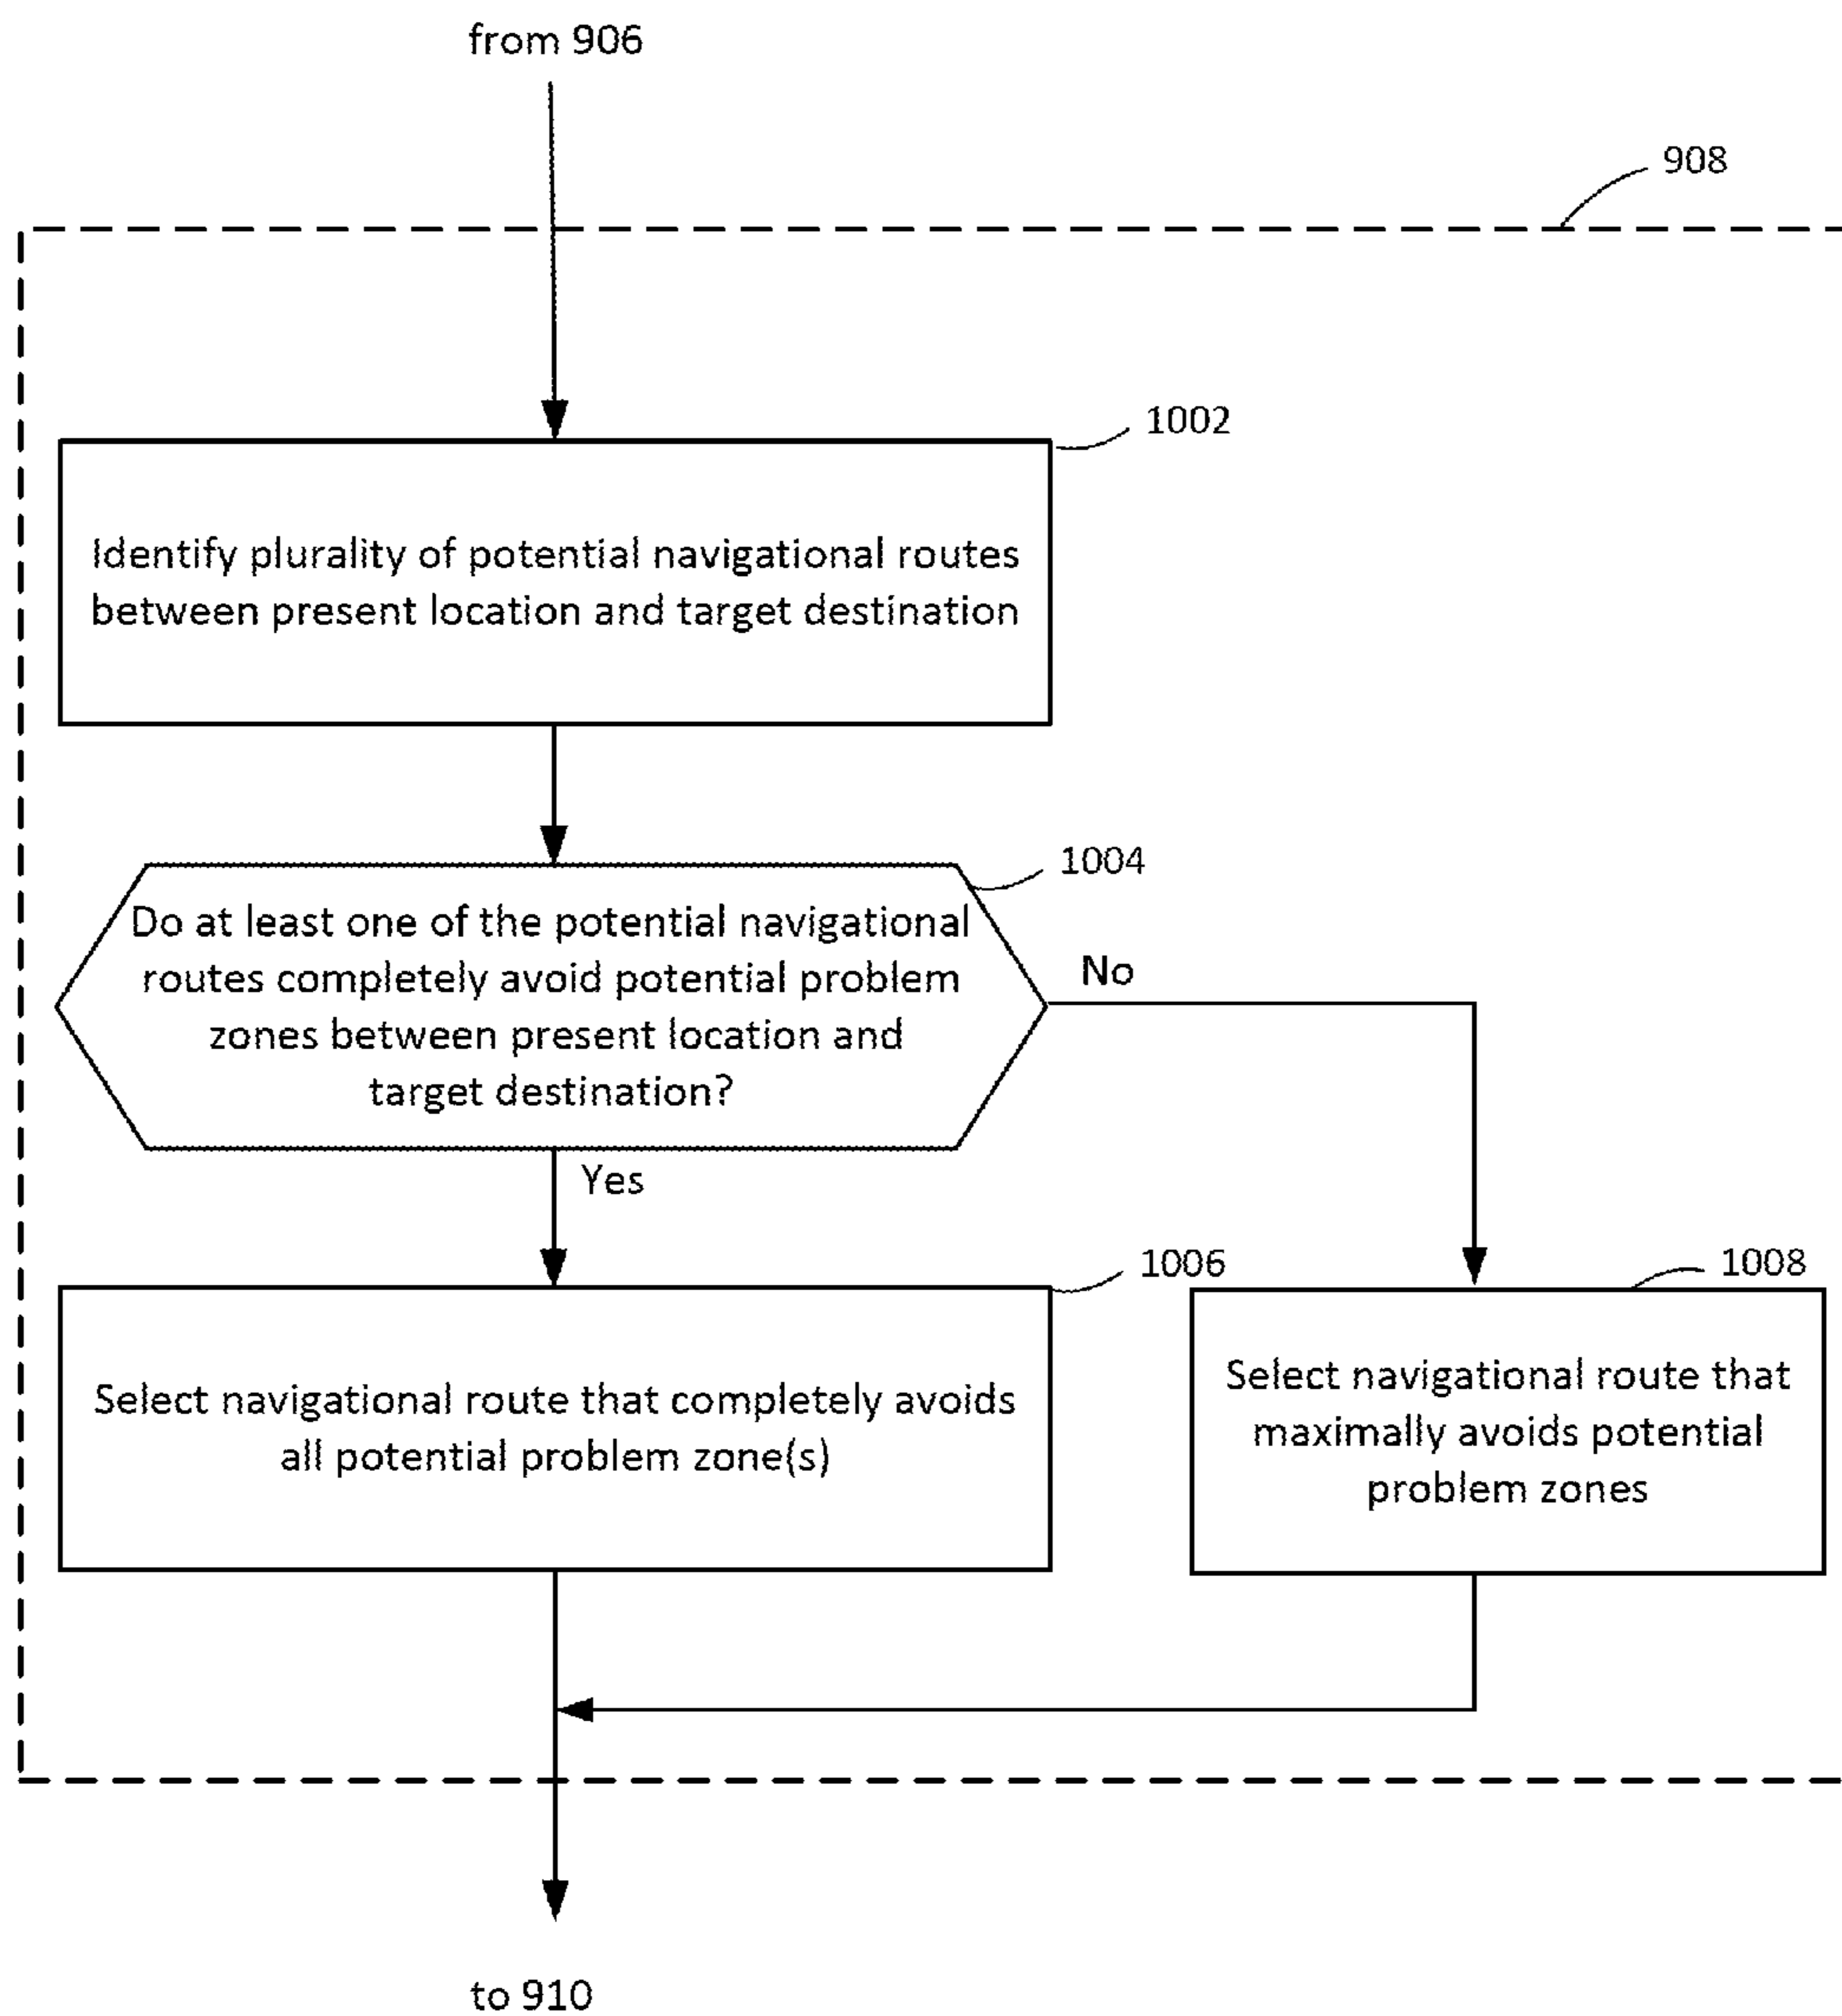 from 906
908
1002
Identify plurality of potential navigational routes
between present location and target destination
1004
Do at least one of the potential navigational
routes completely avoid potential problem
zones between present location and
target destination?
No
Yes
1006
Select navigational route that completely avoids
all potential problem zone(s)
1008
Select navigational route that
maximally avoids potential
problem zones
to 910